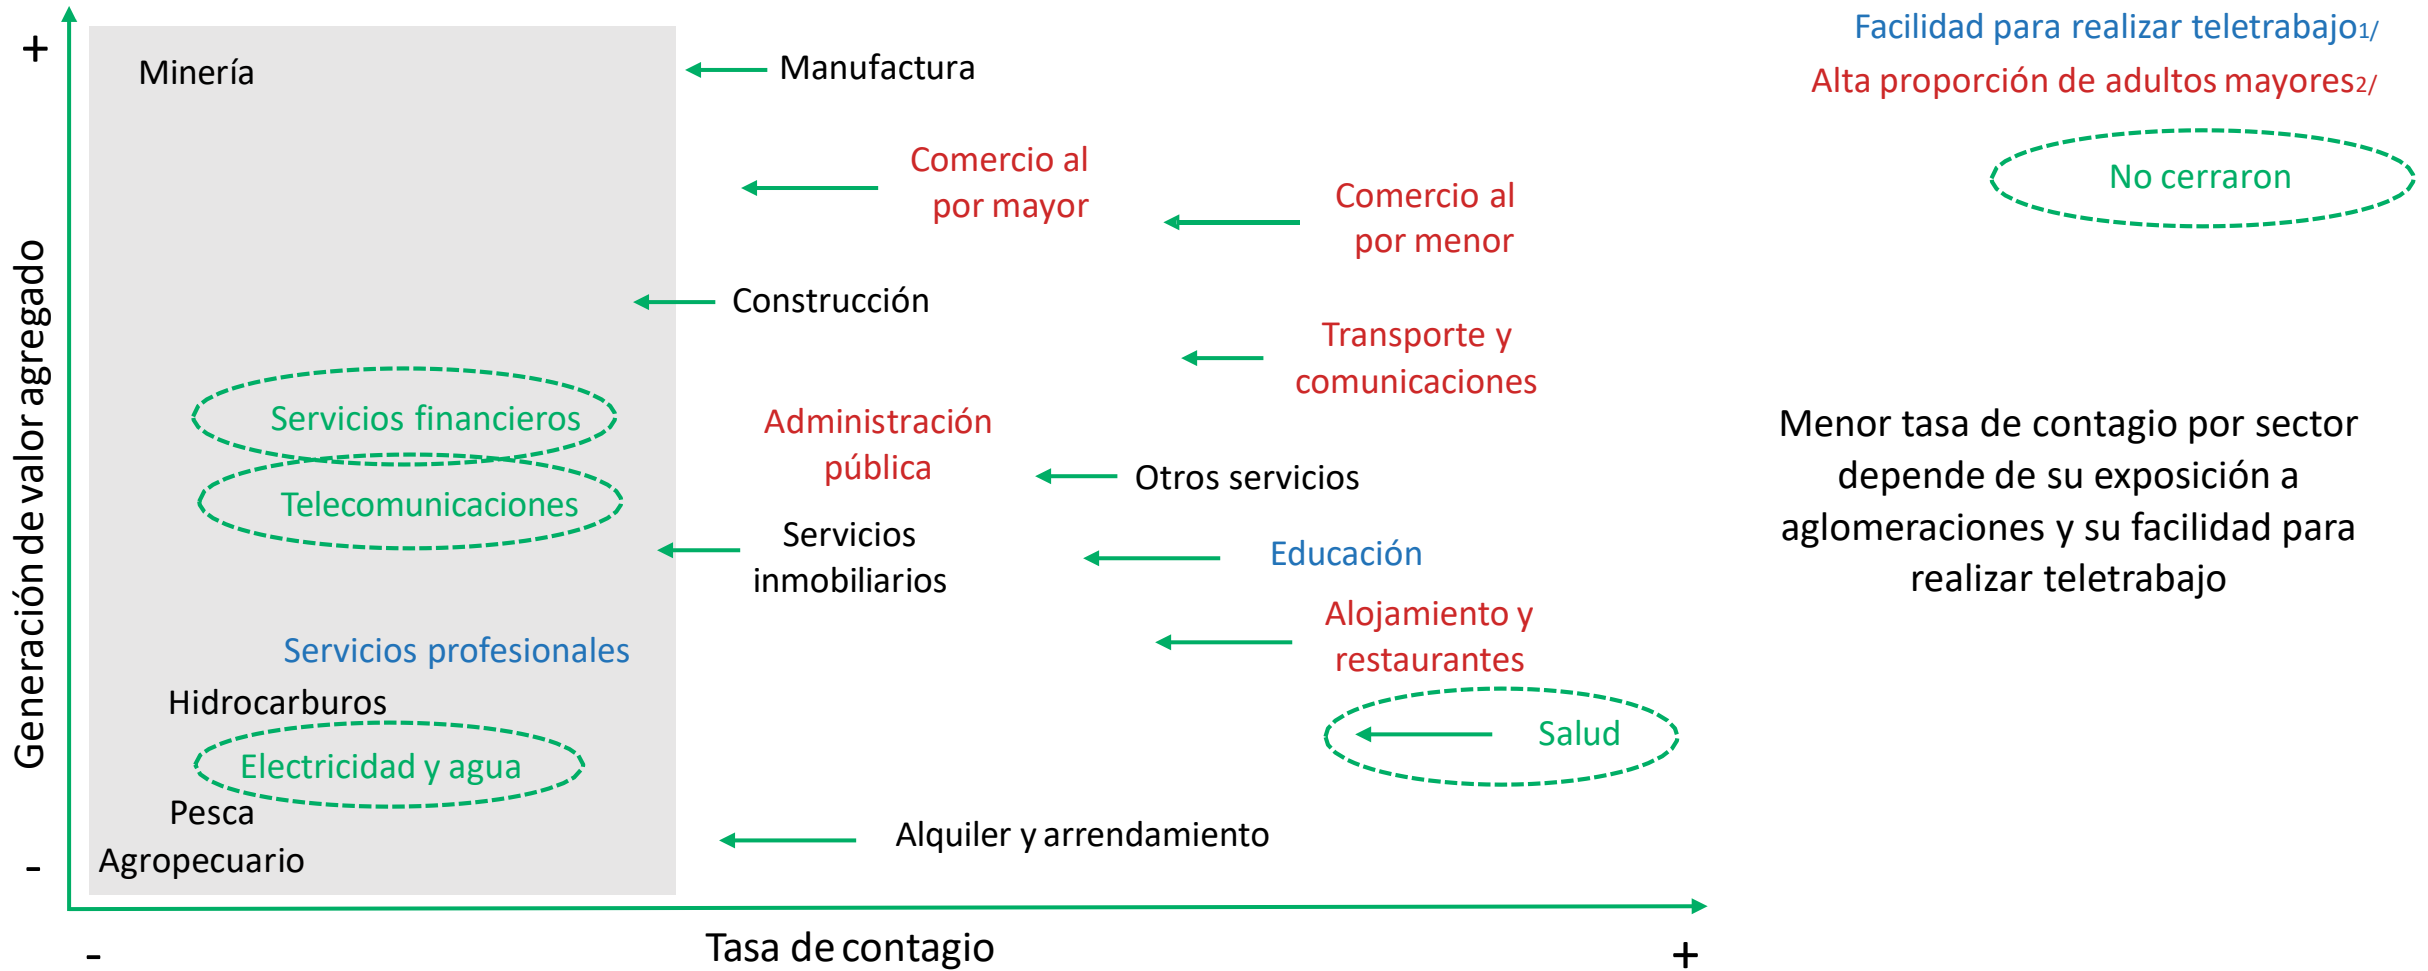 +
Generación de valor agregado
-
Minería
Manufactura
Comercio al
por mayor
Comercio al
por menor
Construcción
Transporte y
comunicaciones
Servicios financieros
Administración
pública
Telecomunicaciones
Otros servicios
Servicios
inmobiliarios
Educación
Alojamiento y
restaurantes
Servicios profesionales
Hidrocarburos
Salud
Electricidad y agua
Pesca
Alquiler y arrendamiento
Agropecuario
-
Tasa de contagio
+
Facilidad para realizar teletrabajo1/
Alta proporción de adultos mayores2/
No cerraron
Menor tasa de contagio por sector
depende de su exposición a
aglomeraciones y su facilidad para
realizar teletrabajo